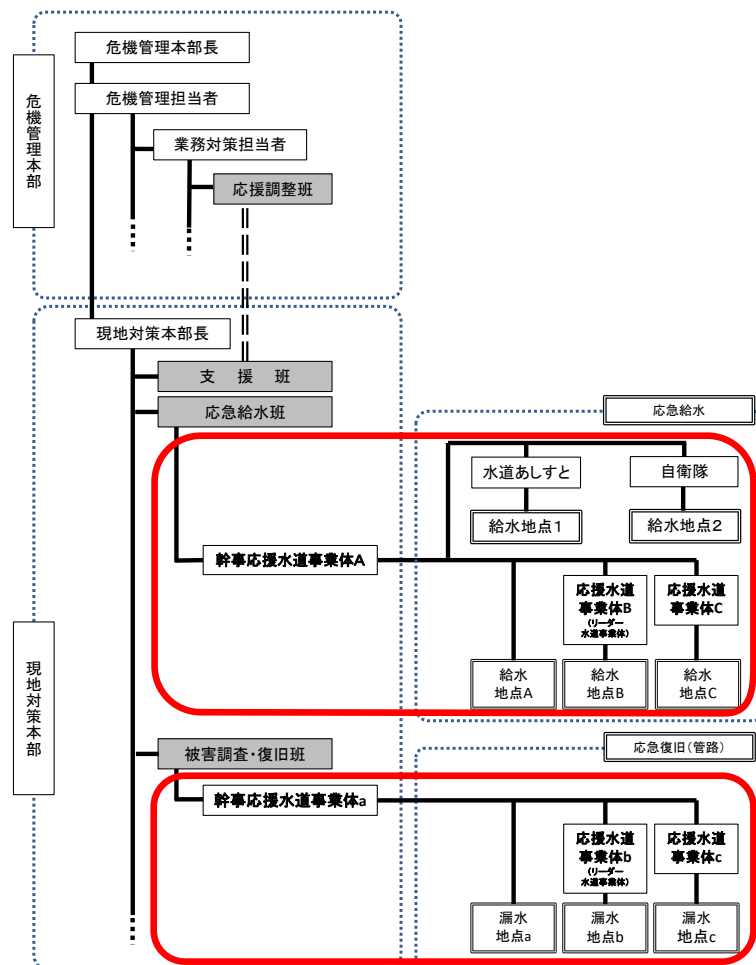 危機管理本部
危機管理本部長
危機管理担当者
業務対策担当者
応援調整班
現地対策本部
現地対策本部長
支　援　班
応急給水班
応急給水
水道あしすと
自衛隊
給水地点1
給水地点2
幹事応援水道事業体A
応援水道
事業体B
(リーダー
水道事業体)
応援水道
事業体C
給水
地点A
給水
地点B
給水
地点C
被害調査・復旧班
応急復旧(管路)
幹事応援水道事業体a
応援水道
事業体b
(リーダー
水道事業体)
応援水道
事業体c
漏水
地点a
漏水
地点b
漏水
地点c